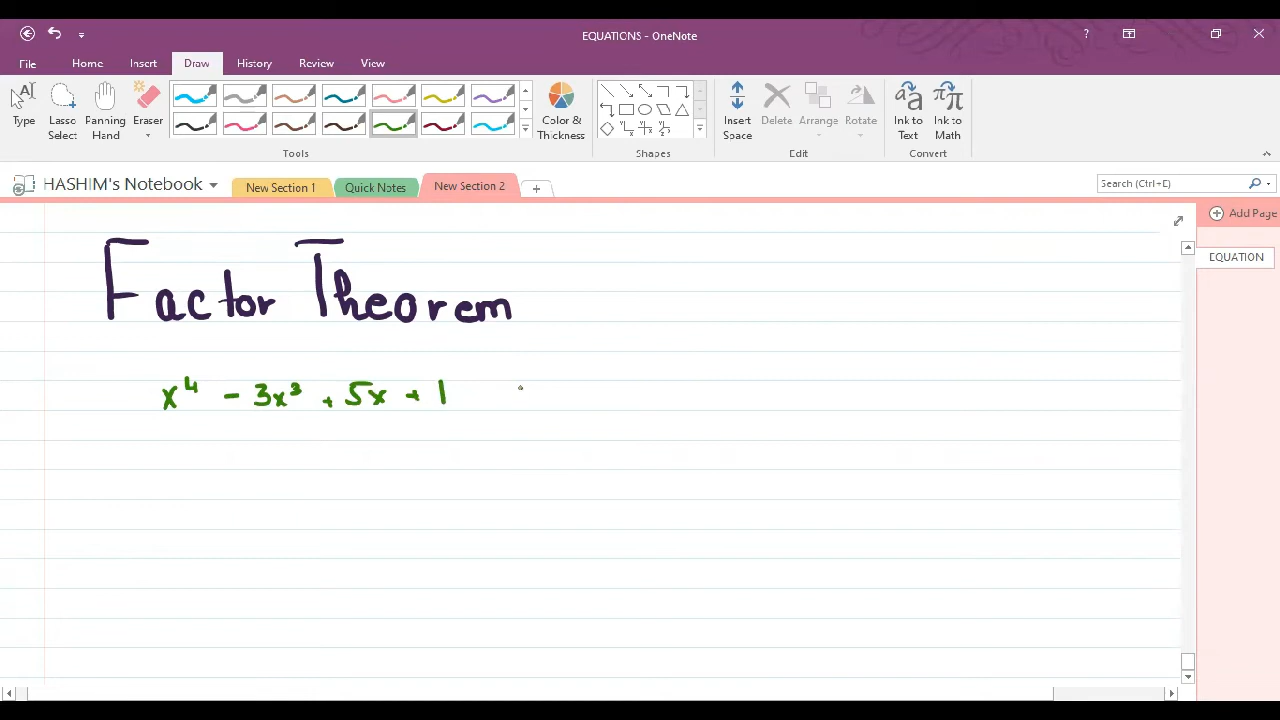 EQUATIONS - OneNote
?
File Home Insert Draw History Review View
Type
Lasso Select
Panning Hand
Eraser
Color & Thickness
Insert Space
Delete
Arrange
Rotate
Ink to Text
Ink to Math
Tools Shapes Edit Convert
HASHIM's Notebook New Section 1 Quick Notes New Section 2 + Search (Ctrl+E)
Add Page
EQUATION
Factor Theorem
x⁴ - 3x³ + 5x + 1